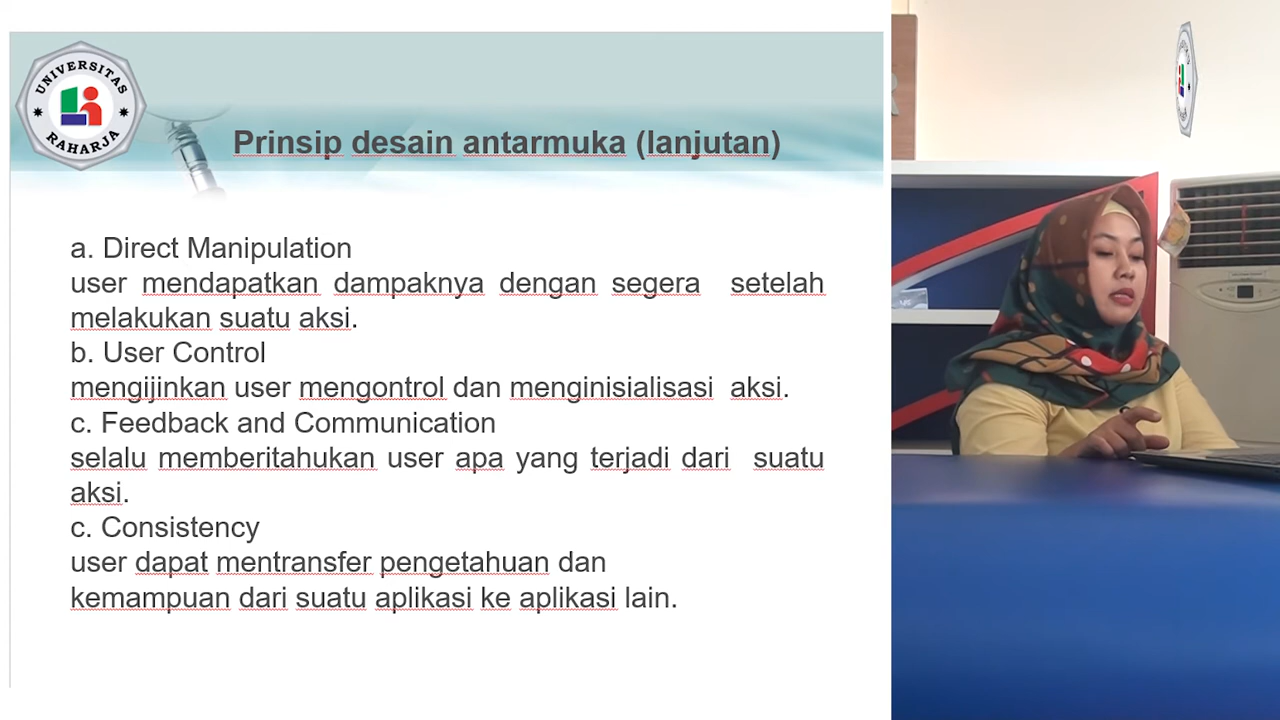 UNIVERSITAS
RAHARJA
Prinsip desain antarmuka (lanjutan)
a. Direct Manipulation
user mendapatkan dampaknya dengan segera setelah
melakukan suatu aksi.
b. User Control
mengijinkan user mengontrol dan menginisialisasi aksi.
c. Feedback and Communication
selalu memberitahukan user apa yang terjadi dari suatu
aksi.
c. Consistency
user dapat mentransfer pengetahuan dan
kemampuan dari suatu aplikasi ke aplikasi lain.